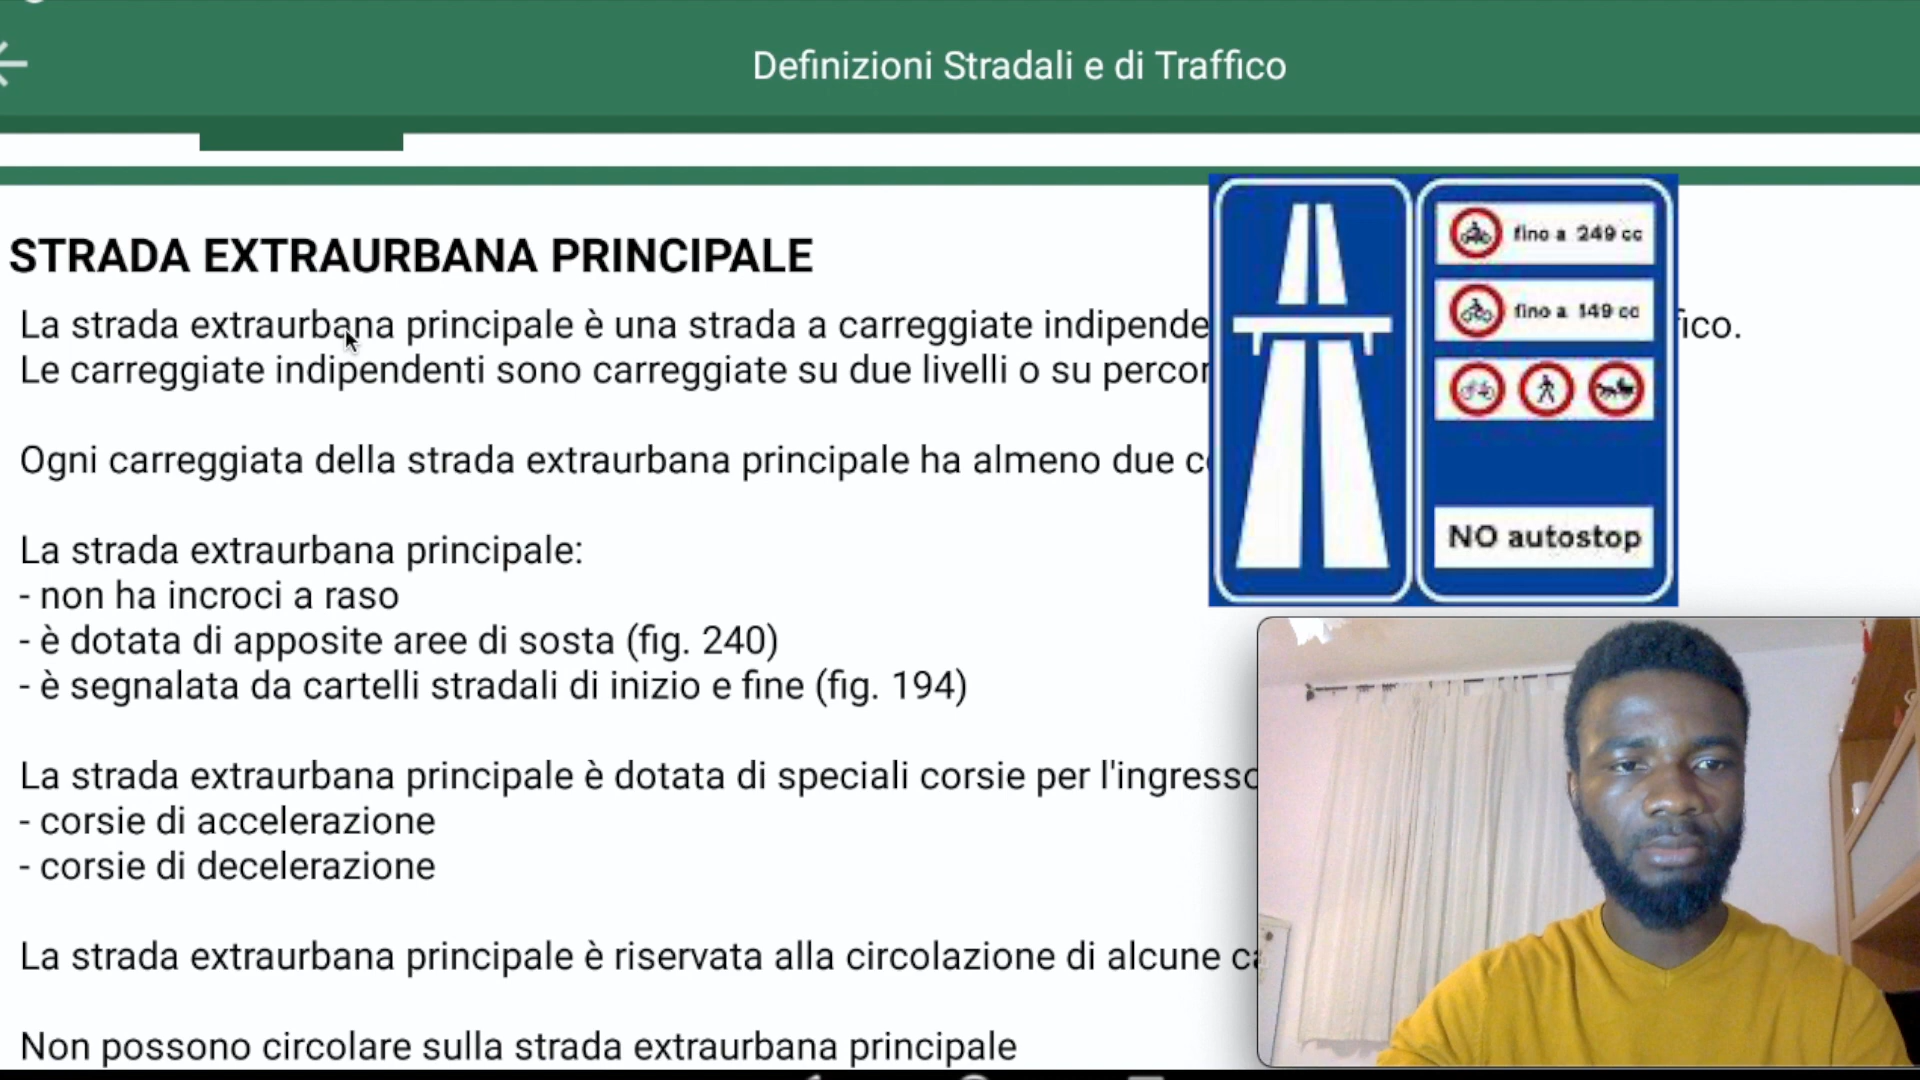 Definizioni Stradali e di Traffico
STRADA EXTRAURBANA PRINCIPALE
La strada extraurbana principale è una strada a carreggiate indipende
fico.
Le carreggiate indipendenti sono carreggiate su due livelli o su percor
Ogni carreggiata della strada extraurbana principale ha almeno due c
La strada extraurbana principale:
- non ha incroci a raso
- è dotata di apposite aree di sosta (fig. 240)
- è segnalata da cartelli stradali di inizio e fine (fig. 194)
La strada extraurbana principale è dotata di speciali corsie per l'ingresso
- corsie di accelerazione
- corsie di decelerazione
La strada extraurbana principale è riservata alla circolazione di alcune ca
Non possono circolare sulla strada extraurbana principale
fino a 249 cc
fino a 149 cc
NO autostop